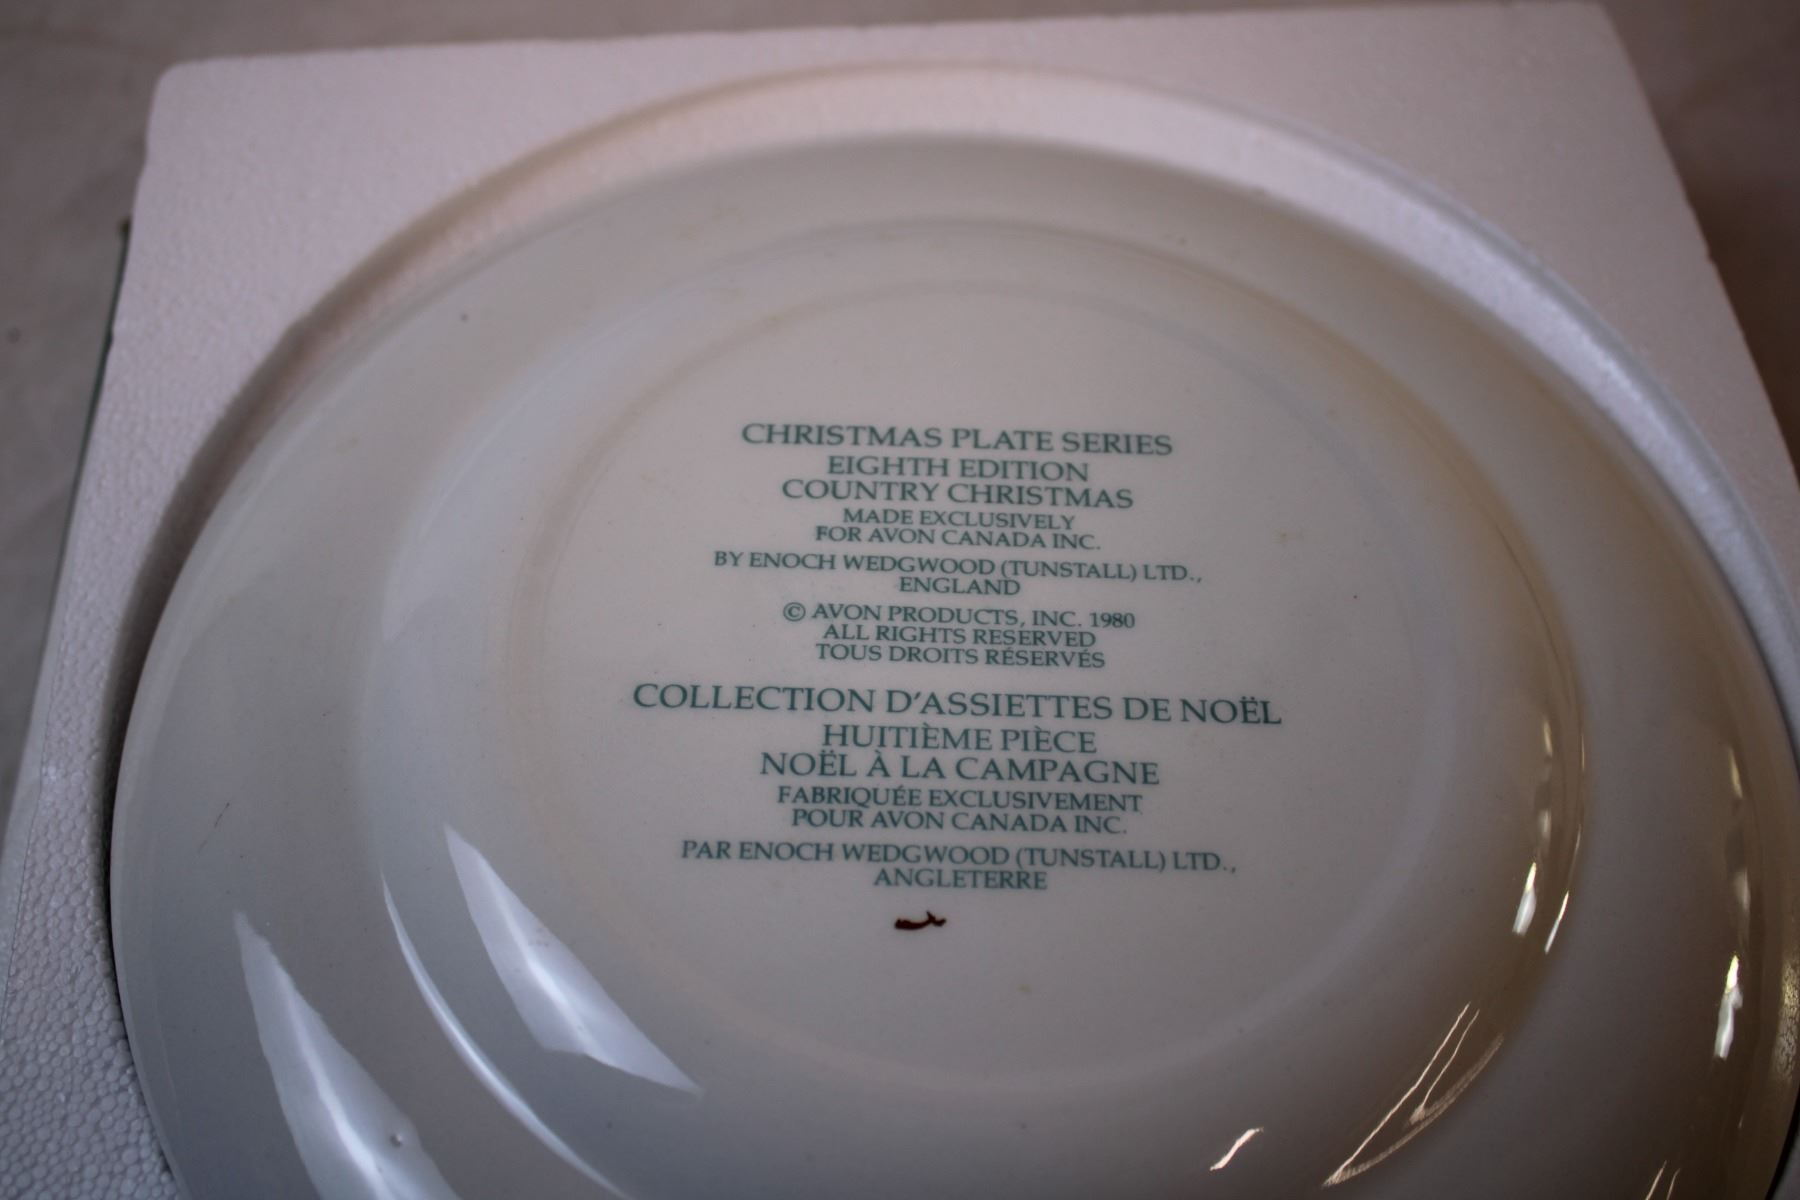 CHRISTMAS PLATE SERIES
EIGHTH EDITION
COUNTRY CHRISTMAS
MADE EXCLUSIVELY
FOR AVON CANADA INC.
BY ENOCH WEDGWOOD (TUNSTALL) LTD.,
ENGLAND
© AVON PRODUCTS, INC. 1980
ALL RIGHTS RESERVED
TOUS DROITS RÉSERVÉS
COLLECTION D'ASSIETTES DE NOËL
HUITIÈME PIÈCE
NOËL À LA CAMPAGNE
FABRIQUÉE EXCLUSIVEMENT
POUR AVON CANADA INC.
PAR ENOCH WEDGWOOD (TUNSTALL) LTD.,
ANGLETERRE